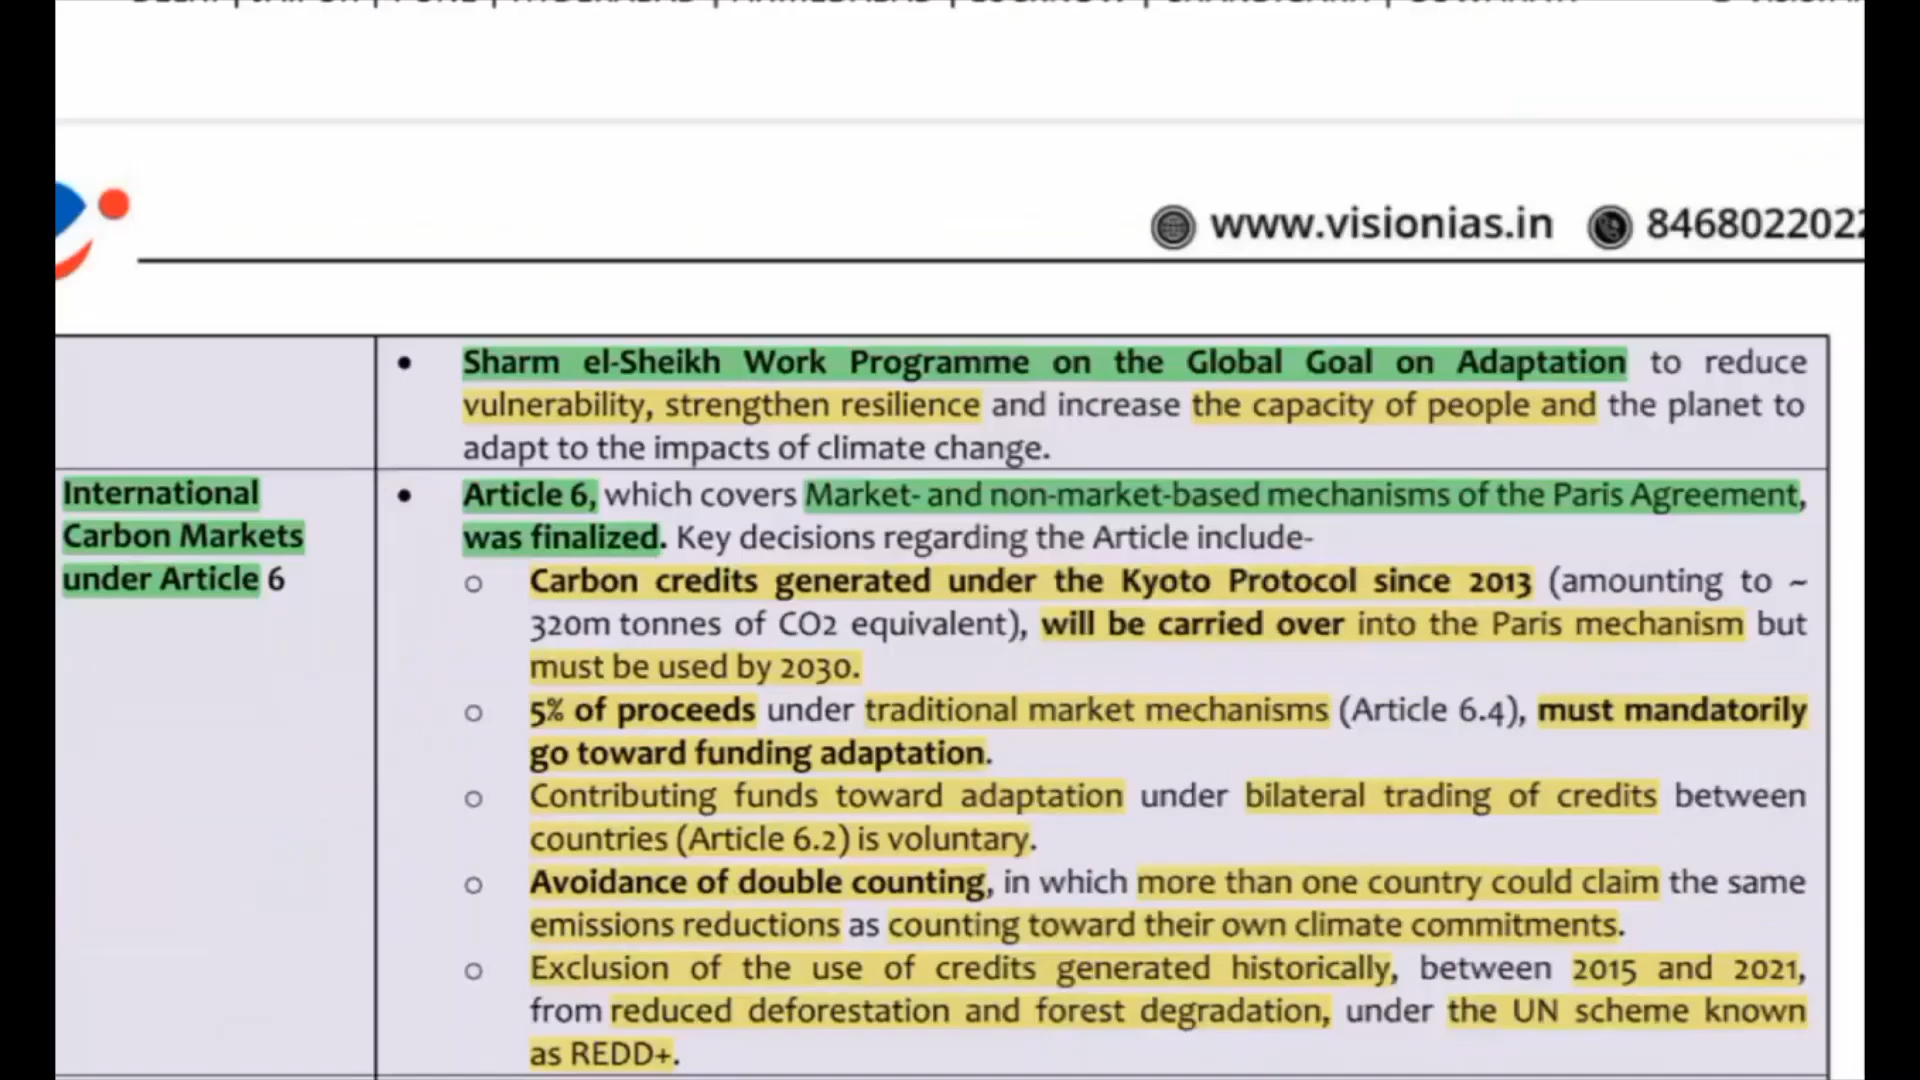 www.visionias.in 8468022022
• Sharm el-Sheikh Work Programme on the Global Goal on Adaptation to reduce
vulnerability, strengthen resilience and increase the capacity of people and the planet to
adapt to the impacts of climate change.
International
Carbon Markets
under Article 6
• Article 6, which covers Market- and non-market-based mechanisms of the Paris Agreement,
was finalized. Key decisions regarding the Article include-
o Carbon credits generated under the Kyoto Protocol since 2013 (amounting to ~
320m tonnes of CO2 equivalent), will be carried over into the Paris mechanism but
must be used by 2030.
o 5% of proceeds under traditional market mechanisms (Article 6.4), must mandatorily
go toward funding adaptation.
o Contributing funds toward adaptation under bilateral trading of credits between
countries (Article 6.2) is voluntary.
o Avoidance of double counting, in which more than one country could claim the same
emissions reductions as counting toward their own climate commitments.
o Exclusion of the use of credits generated historically, between 2015 and 2021,
from reduced deforestation and forest degradation, under the UN scheme known
as REDD+.